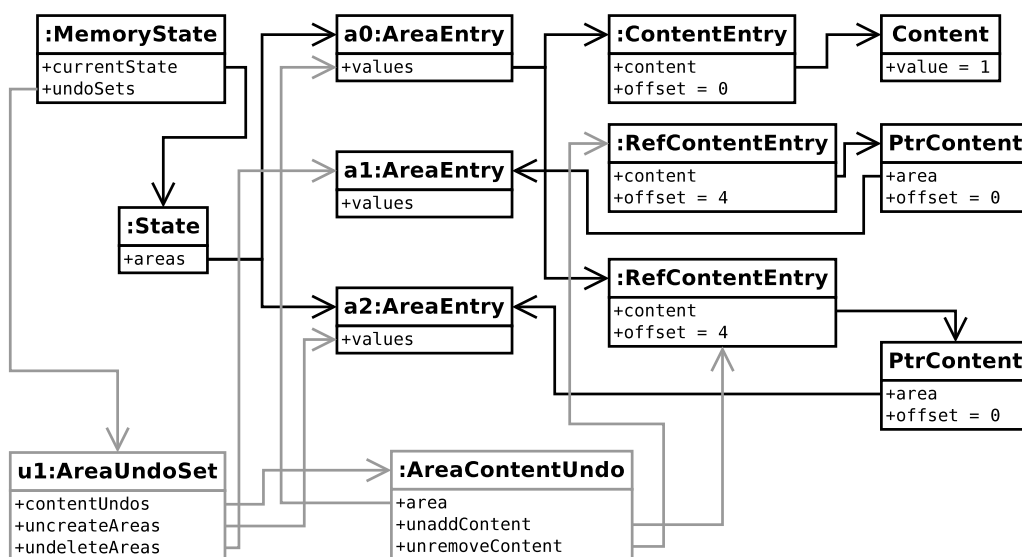 :MemoryState
+currentState
+undoSets
a0:AreaEntry
+values
:ContentEntry
+content
+offset = 0
Content
+value = 1
a1:AreaEntry
+values
:RefContentEntry
+content
+offset = 4
PtrContent
+area
+offset = 0
:State
+areas
a2:AreaEntry
+values
:RefContentEntry
+content
+offset = 4
PtrContent
+area
+offset = 0
u1:AreaUndoSet
+contentUndos
+uncreateAreas
+undeleteAreas
:AreaContentUndo
+area
+unaddContent
+unremoveContent